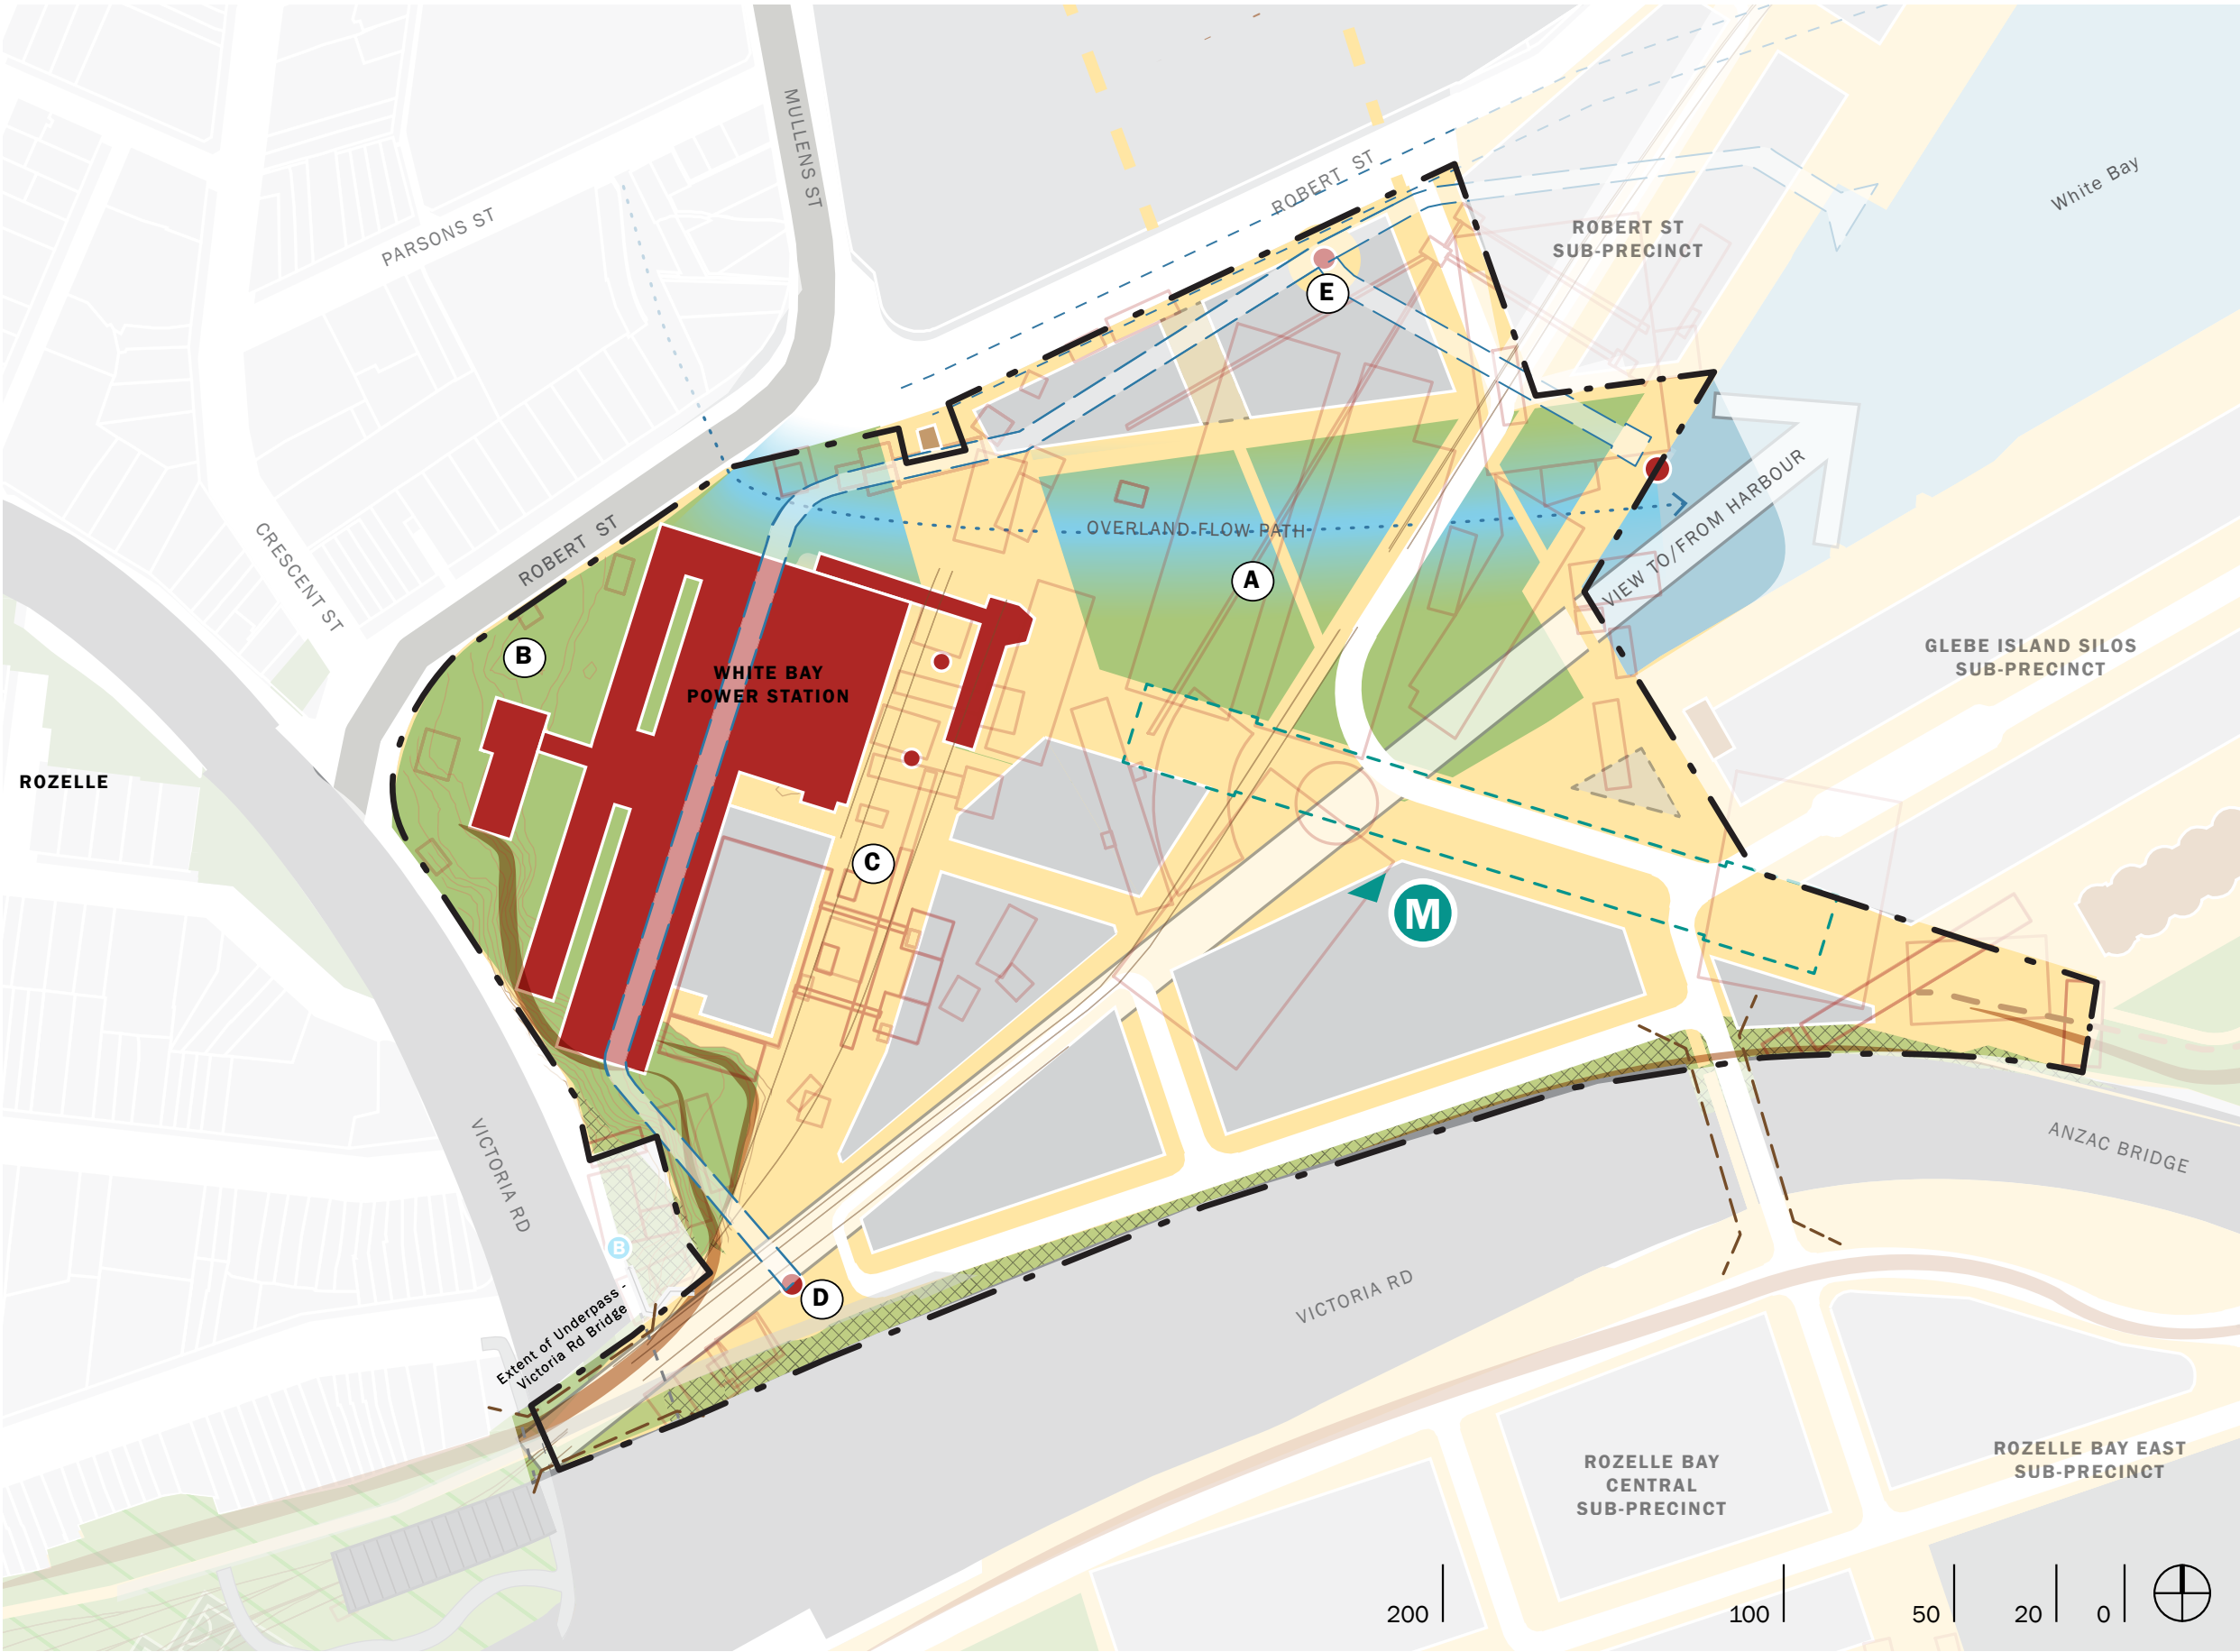 MULLENS ST
PARSONS ST
ROBERT ST
White Bay
ROBERT ST
SUB-PRECINCT
E
CRESCENT ST
ROBERT ST
OVERLAND FLOW PATH
VIEW TO/FROM HARBOUR
A
B
WHITE BAY
POWER STATION
GLEBE ISLAND SILOS
SUB-PRECINCT
ROZELLE
C
M
VICTORIA RD
ANZAC BRIDGE
B
D
VICTORIA RD
Extent of Underpass -
Victoria Rd Bridge
ROZELLE BAY
CENTRAL
SUB-PRECINCT
ROZELLE BAY EAST
SUB-PRECINCT
200 100 50 20 0